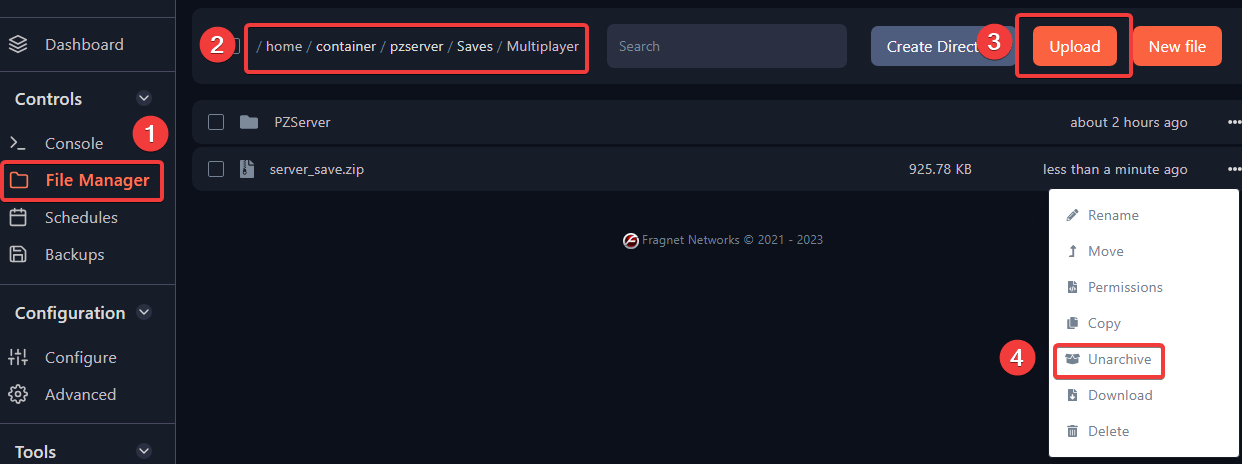 Dashboard
Controls
1
Console
File Manager
Schedules
Backups
Configuration
Configure
Advanced
Tools
2
/ home / container / pzserver / Saves / Multiplayer
Search
Create Direct
3
Upload
New file
PZServer
about 2 hours ago
server_save.zip
925.78 KB
less than a minute ago
Fragnet Networks © 2021 - 2023
Rename
Move
Permissions
Copy
4
Unarchive
Download
Delete